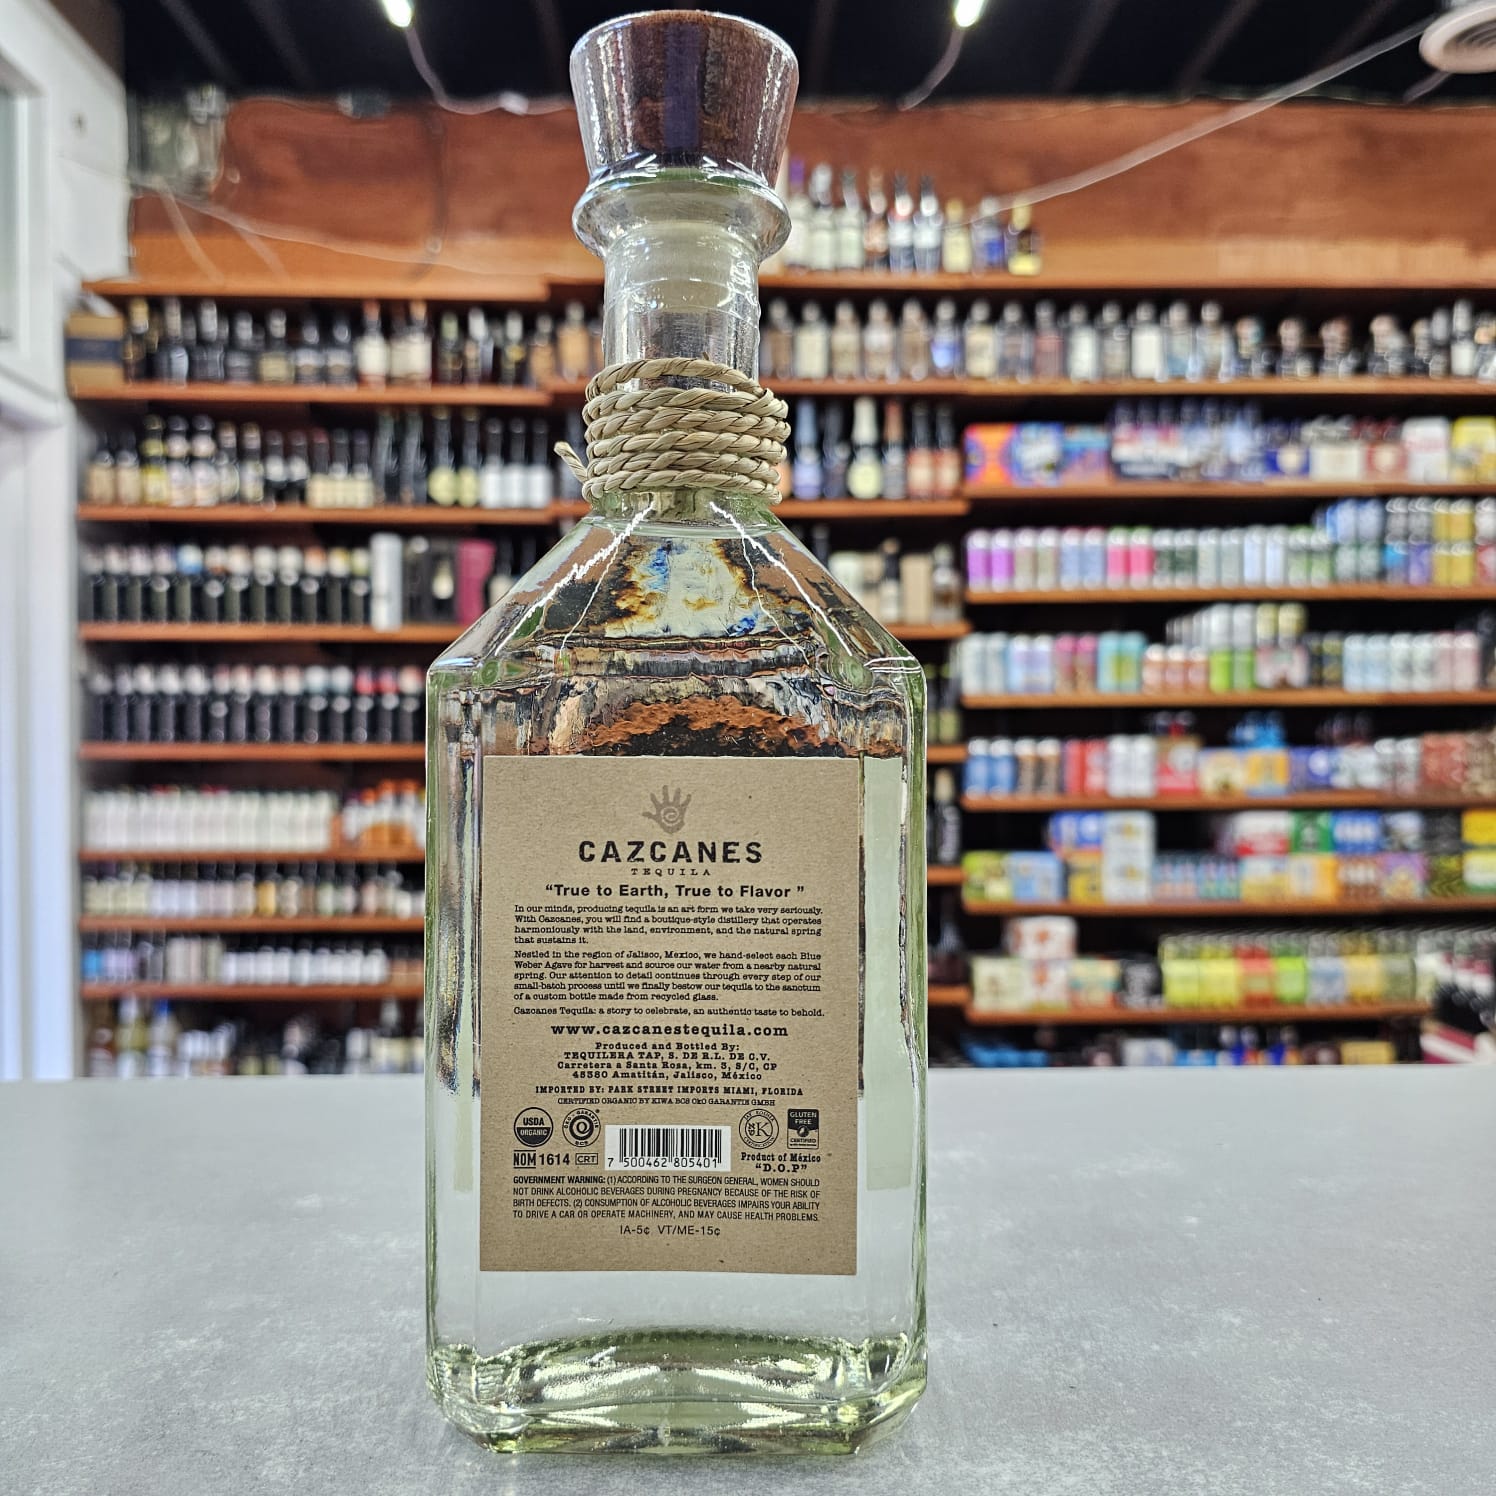 CAZCANES
TEQUILA
“True to Earth, True to Flavor ”
In our minds, producing tequila is an art form we take very seriously.
With Cazcanes, you will find a boutique-style distillery that operates
harmoniously with the land, environment, and the natural spring
that sustains it.
Nestled in the region of Jalisco, Mexico, we hand-select each Blue
Weber Agave for harvest and source our water from a nearby natural
spring. Our attention to detail continues through every step of our
small-batch process until we finally bestow our tequila to the sanctum
of a custom bottle made from recycled glass.
Cazcanes Tequila: a story to celebrate, an authentic taste to behold.
www.cazcanestequila.com
Produced and Bottled By:
TEQUILERA TAP, S. DE R.L. DE C.V.
Carretera a Santa Rosa, km. 3, S/C, CP
45380 Amatitán, Jalisco, México
IMPORTED BY: PARK STREET IMPORTS MIAMI, FLORIDA
CERTIFIED ORGANIC BY KIWA BCS ÖKO GARANTIE GMBH
USDA
ORGANIC
ÖKO - GARANTIE
BCS
K
GLUTEN
FREE
CERTIFIED
NOM 1614 CRT
7 500462 805401
Product of México
“D.O.P”
GOVERNMENT WARNING: (1) ACCORDING TO THE SURGEON GENERAL, WOMEN SHOULD
NOT DRINK ALCOHOLIC BEVERAGES DURING PREGNANCY BECAUSE OF THE RISK OF
BIRTH DEFECTS. (2) CONSUMPTION OF ALCOHOLIC BEVERAGES IMPAIRS YOUR ABILITY
TO DRIVE A CAR OR OPERATE MACHINERY, AND MAY CAUSE HEALTH PROBLEMS.
IA-5¢ VT/ME-15¢